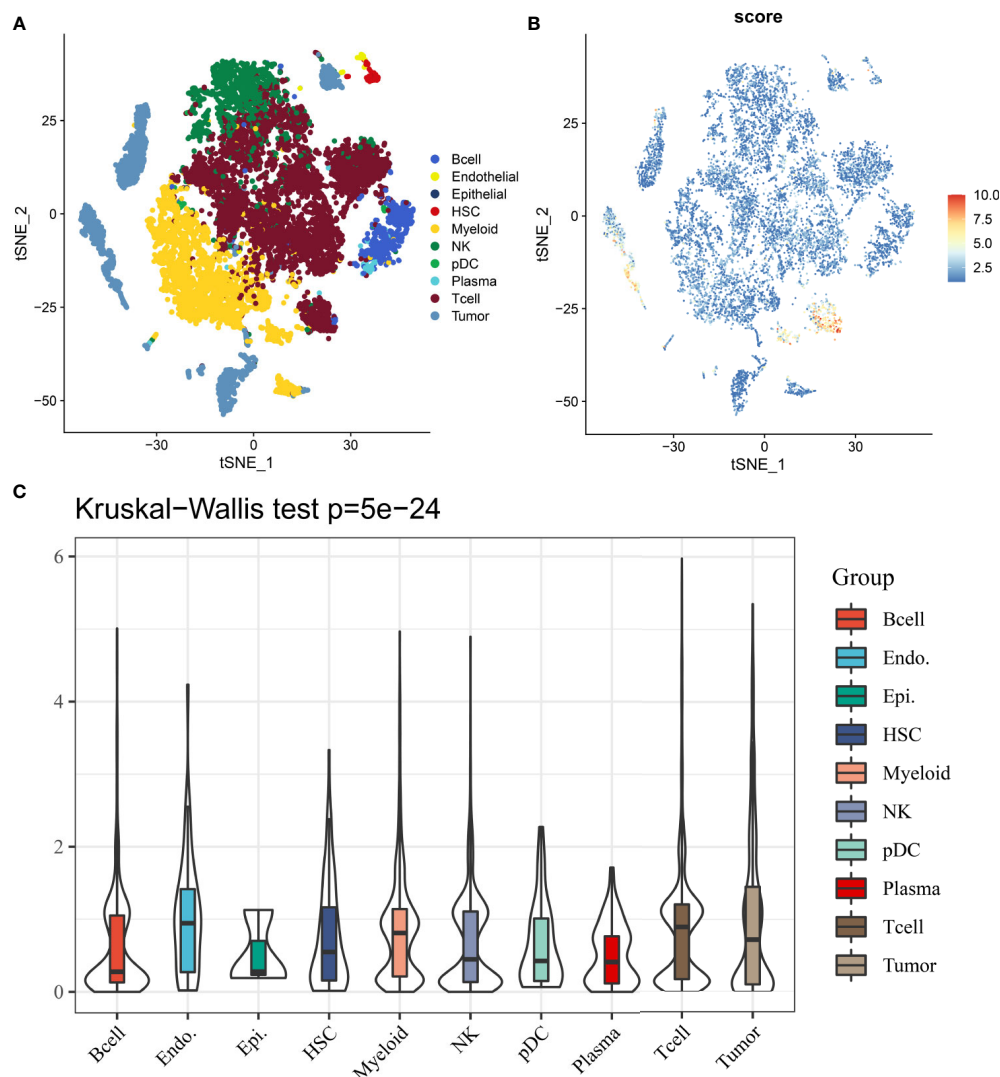 A
25
0
−25
−50
tSNE_2
−30
0
30
tSNE_1
Bcell
Endothelial
Epithelial
HSC
Myeloid
NK
pDC
Plasma
Tcell
Tumor
B
score
25
0
−25
−50
tSNE_2
−30
0
30
tSNE_1
10.0
7.5
5.0
2.5
C
Kruskal−Wallis test p=5e−24
6
4
2
0
Bcell
Endo.
Epi.
HSC
Myeloid
NK
pDC
Plasma
Tcell
Tumor
Group
Bcell
Endo.
Epi.
HSC
Myeloid
NK
pDC
Plasma
Tcell
Tumor